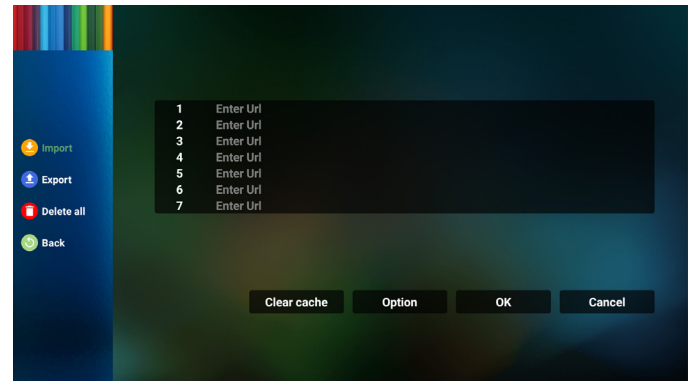 Import
Export
Delete all
Back
1 Enter Url
2 Enter Url
3 Enter Url
4 Enter Url
5 Enter Url
6 Enter Url
7 Enter Url
Clear cache Option OK Cancel